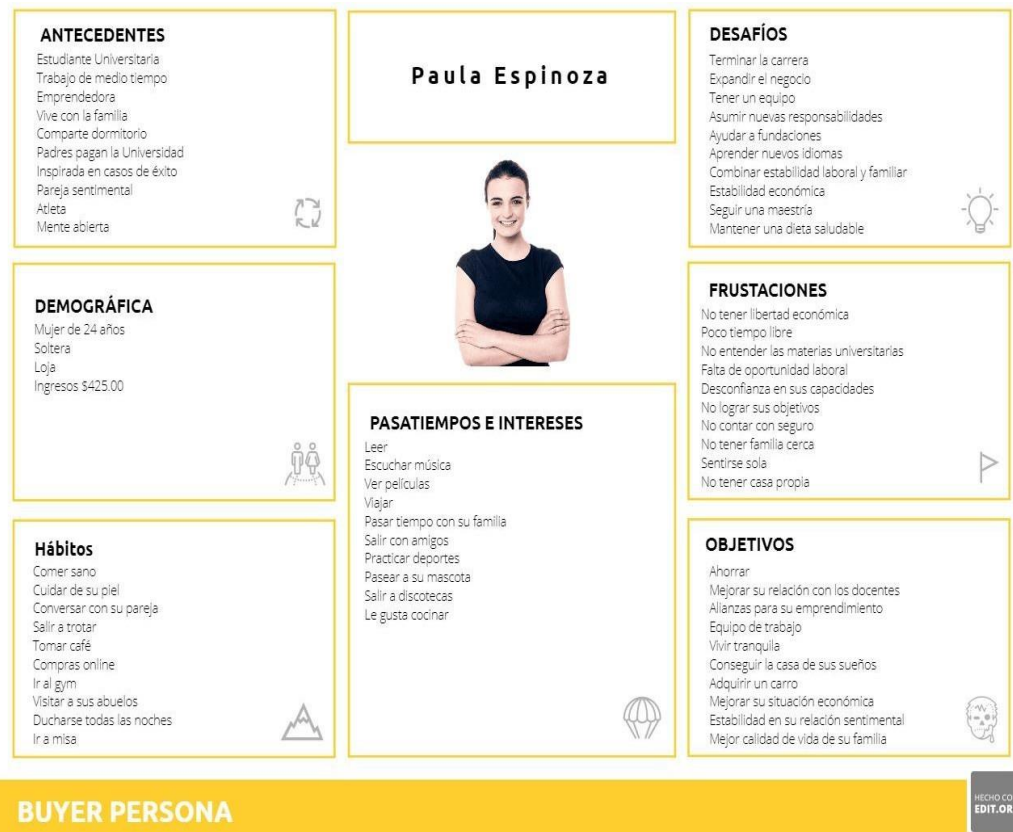 ANTECEDENTES
Estudiante Universitaria
Trabajo de medio tiempo
Emprendedora
Vive con la familia
Comparte dormitorio
Padres pagan la Universidad
Inspirada en casos de éxito
Pareja sentimental
Atleta
Mente abierta
DEMOGRÁFICA
Mujer de 24 años
Soltera
Loja
Ingresos $425.00
Hábitos
Comer sano
Cuidar de su piel
Conversar con su pareja
Salir a trotar
Tomar café
Compras online
Ir al gym
Visitar a sus abuelos
Ducharse todas las noches
Ir a misa
Paula Espinoza
PASATIEMPOS E INTERESES
Leer
Escuchar música
Ver películas
Viajar
Pasar tiempo con su familia
Salir con amigos
Practicar deportes
Pasear a su mascota
Salir a discotecas
Le gusta cocinar
DESAFÍOS
Terminar la carrera
Expandir el negocio
Tener un equipo
Asumir nuevas responsabilidades
Ayudar a fundaciones
Aprender nuevos idiomas
Combinar estabilidad laboral y familiar
Estabilidad económica
Seguir una maestría
Mantener una dieta saludable
FRUSTACIONES
No tener libertad económica
Poco tiempo libre
No entender las materias universitarias
Falta de oportunidad laboral
Desconfianza en sus capacidades
No lograr sus objetivos
No contar con seguro
No tener familia cerca
Sentirse sola
No tener casa propia
OBJETIVOS
Ahorrar
Mejorar su relación con los docentes
Alianzas para su emprendimiento
Equipo de trabajo
Vivir tranquila
Conseguir la casa de sus sueños
Adquirir un carro
Mejorar su situación económica
Estabilidad en su relación sentimental
Mejor calidad de vida de su familia
BUYER PERSONA
HECHO CO
EDIT.OR